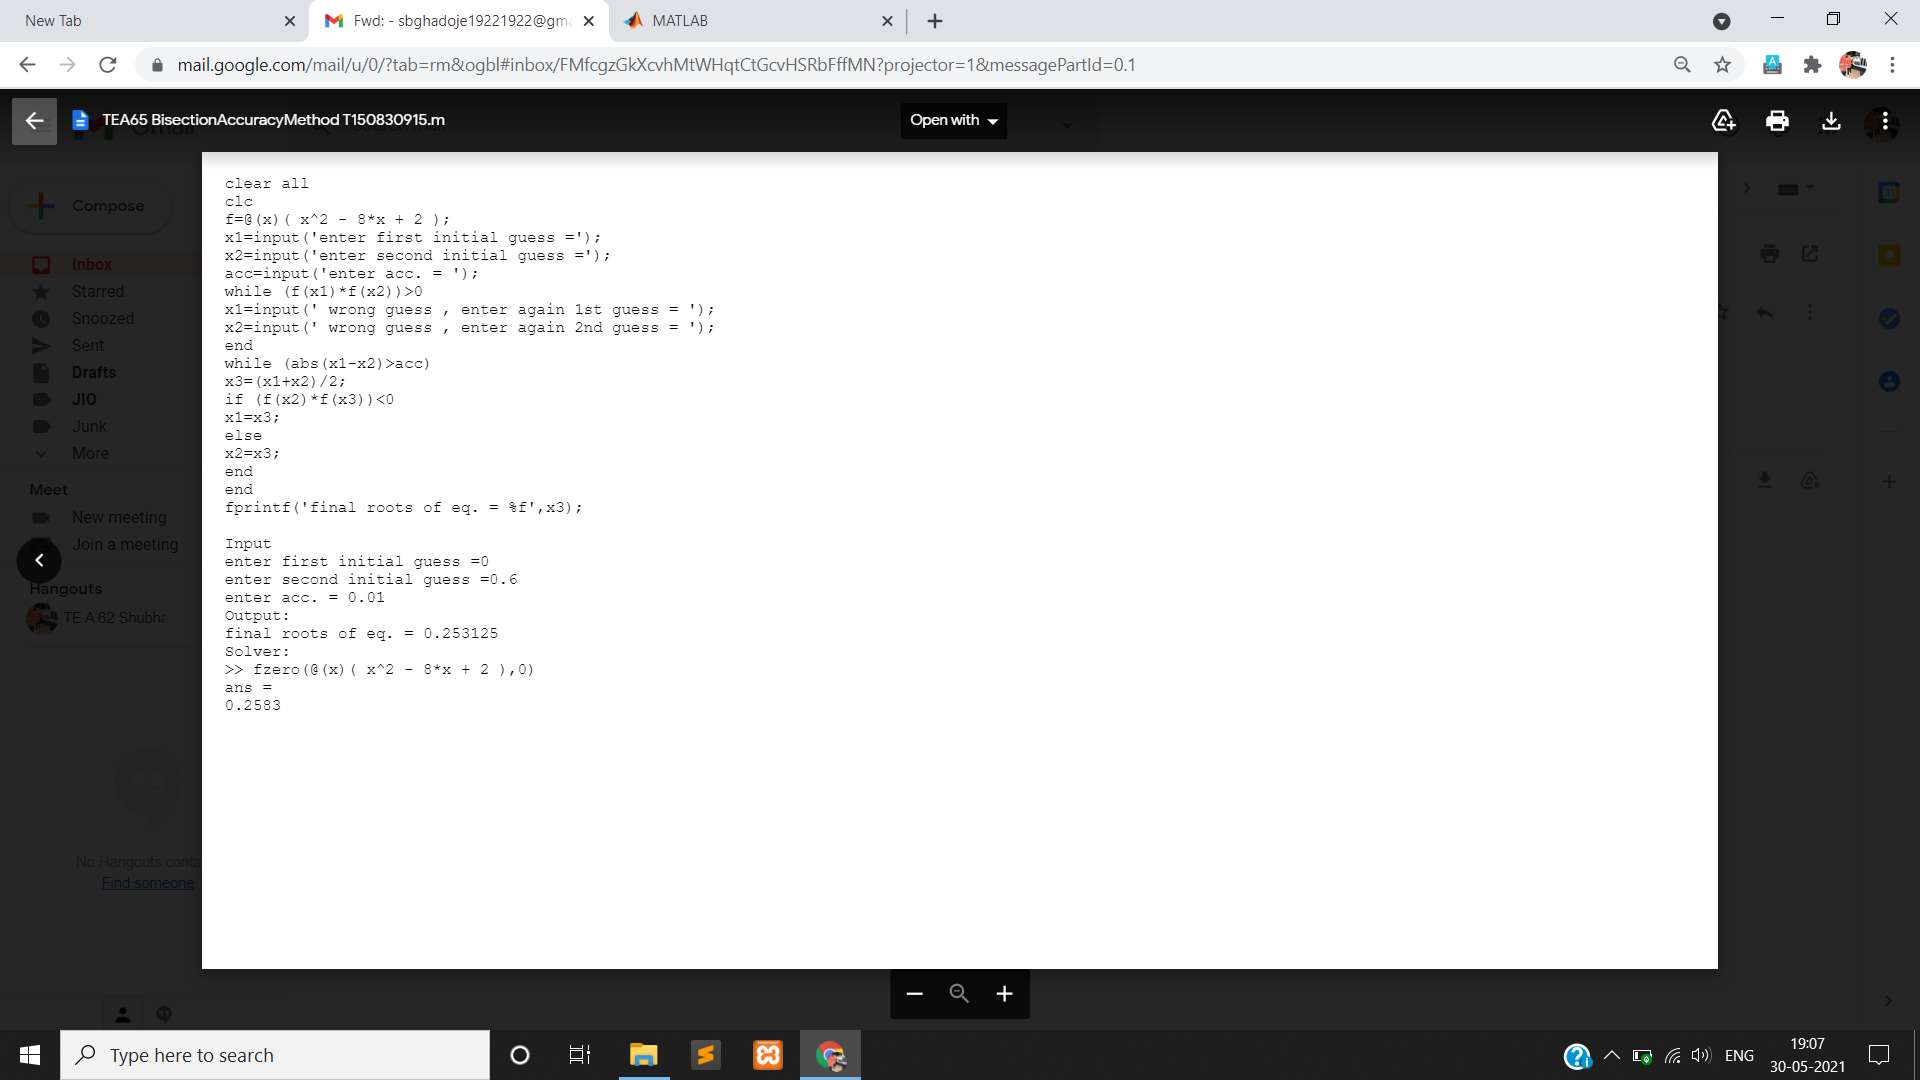 New Tab
Fwd: - sbghadoje19221922@gm
MATLAB
mail.google.com/mail/u/0/?tab=rm&ogbl#inbox/FMfcgzGkXcvhMtWHqtCtGcvHSRbFffMN?projector=1&messagePartId=0.1
TEA65 BisectionAccuracyMethod T150830915.m
Open with
Gmail
Compose
Inbox
Starred
Snoozed
Sent
Drafts
JIO
Junk
More
Meet
New meeting
Join a meeting
Hangouts
TE A 62 Shubha
No Hangouts conta
Find someone
clear all
clc
f=@(x)( x^2 - 8*x + 2 );
x1=input('enter first initial guess =');
x2=input('enter second initial guess =');
acc=input('enter acc. = ');
while (f(x1)*f(x2))>0
x1=input(' wrong guess , enter again 1st guess = ');
x2=input(' wrong guess , enter again 2nd guess = ');
end
while (abs(x1-x2)>acc)
x3=(x1+x2)/2;
if (f(x2)*f(x3))<0
x1=x3;
else
x2=x3;
end
end
fprintf('final roots of eq. = %f',x3);
Input
enter first initial guess =0
enter second initial guess =0.6
enter acc. = 0.01
Output:
final roots of eq. = 0.253125
Solver:
>> fzero(@(x)( x^2 - 8*x + 2 ),0)
ans =
0.2583
Type here to search
ENG
19:07
30-05-2021